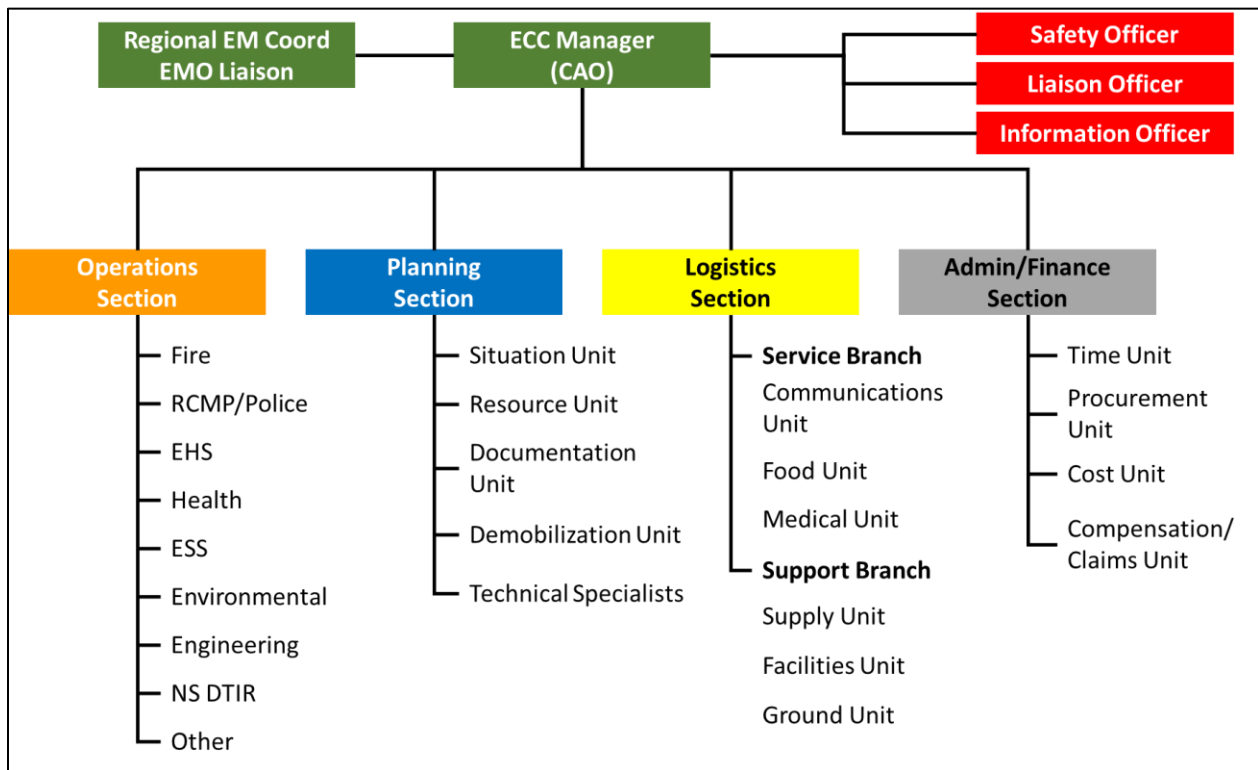 Regional EM Coord
EMO Liaison
ECC Manager
(CAO)
Safety Officer
Liaison Officer
Information Officer
Operations
Section
Fire
RCMP/Police
EHS
Health
ESS
Environmental
Engineering
NS DTIR
Other
Planning
Section
Situation Unit
Resource Unit
Documentation
Unit
Demobilization Unit
Technical Specialists
Logistics
Section
Service Branch
Communications
Unit
Food Unit
Medical Unit
Support Branch
Supply Unit
Facilities Unit
Ground Unit
Admin/Finance
Section
Time Unit
Procurement
Unit
Cost Unit
Compensation/
Claims Unit